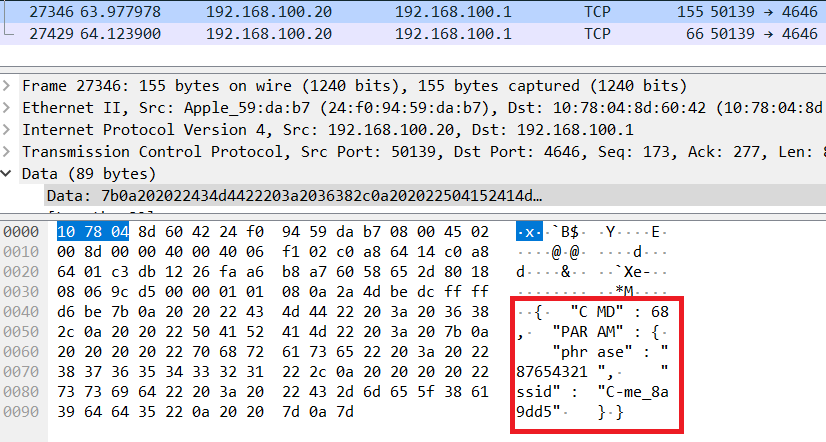 27346 63.977978 192.168.100.20 192.168.100.1 TCP 155 50139 → 4646
27429 64.123900 192.168.100.20 192.168.100.1 TCP 66 50139 → 4646
Frame 27346: 155 bytes on wire (1240 bits), 155 bytes captured (1240 bits)
Ethernet II, Src: Apple_59:da:b7 (24:f0:94:59:da:b7), Dst: 10:78:04:8d:60:42 (10:78:04:8d
Internet Protocol Version 4, Src: 192.168.100.20, Dst: 192.168.100.1
Transmission Control Protocol, Src Port: 50139, Dst Port: 4646, Seq: 173, Ack: 277, Len: 8
Data (89 bytes)
Data: 7b0a202022434d4422203a2036382c0a202022504152414d…
0000 10 78 04 8d 60 42 24 f0 94 59 da b7 08 00 45 02 ·x··`B$· ·Y····E·
0010 00 8d 00 00 40 00 40 06 f1 02 c0 a8 64 14 c0 a8 ····@·@· ····d···
0020 64 01 c3 db 12 26 fa a6 b8 a7 60 58 65 2d 80 18 d····&·· ··`Xe-··
0030 08 06 9c d5 00 00 01 01 08 0a 2a 4d be dc ff ff ········ ··*M····
0040 d6 be 7b 0a 20 20 22 43 4d 44 22 20 3a 20 36 38 ··{·  "C MD" : 68
0050 2c 0a 20 20 22 50 41 52 41 4d 22 20 3a 20 7b 0a ,·  "PAR AM" : {·
0060 20 20 20 20 22 70 68 72 61 73 65 22 20 3a 20 22     "phr ase" : "
0070 38 37 36 35 34 33 32 31 22 2c 0a 20 20 20 20 22 87654321 ",·    "
0080 73 73 69 64 22 20 3a 20 22 43 2d 6d 65 5f 38 61 ssid" :  "C-me_8a
0090 39 64 64 35 22 0a 20 20 7d 0a 7d 9dd5"·   }·}